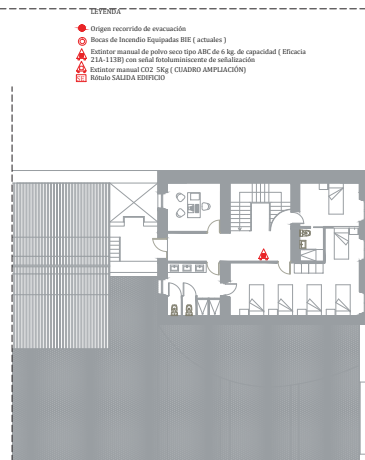 LEYENDA
Origen recorrido de evacuación
Bocas de Incendio Equipadas BIE ( actuales )
Extintor manual de polvo seco tipo ABC de 6 kg. de capacidad ( Eficacia
21A-113B) con señal fotoluminiscente de señalización
Extintor manual CO2 5Kg ( CUADRO AMPLIACIÓN)
SE Rótulo SALIDA EDIFICIO